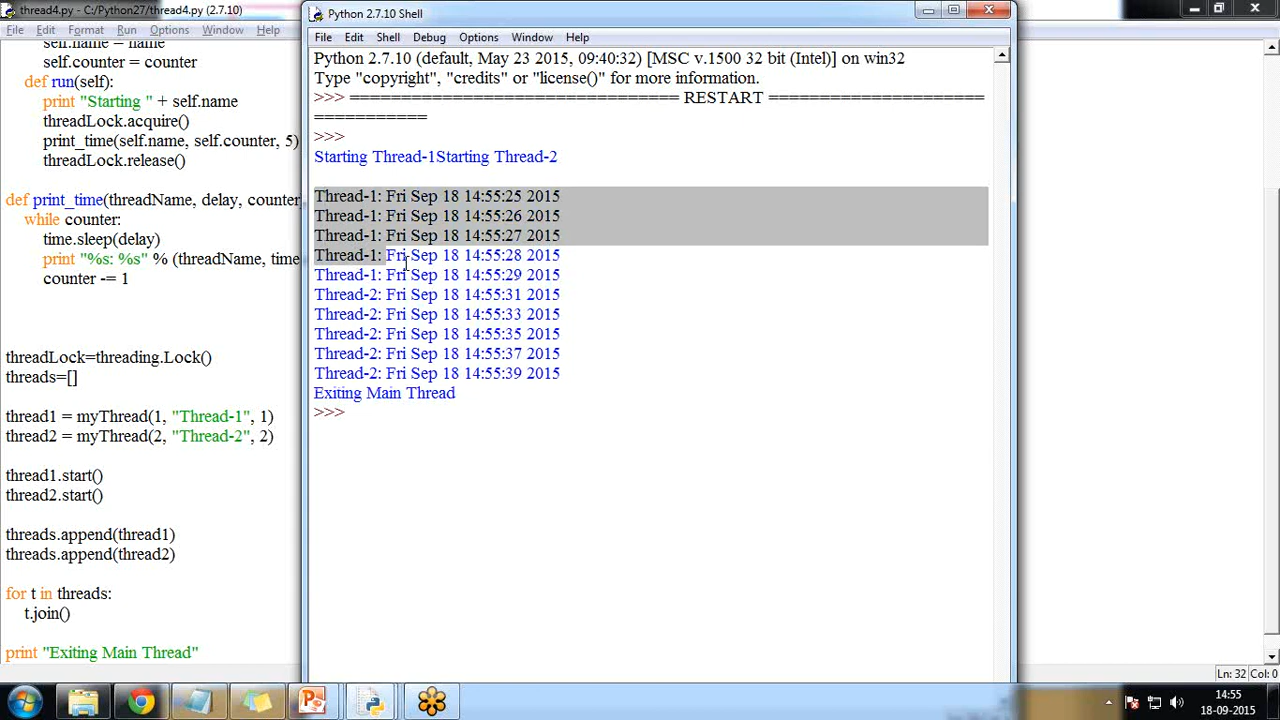 thread4.py - C:/Python27/thread4.py (2.7.10)
File Edit Format Run Options Window Help
self.name = name
self.counter = counter
def run(self):
print "Starting " + self.name
threadLock.acquire()
print_time(self.name, self.counter, 5)
threadLock.release()
def print_time(threadName, delay, counter
while counter:
time.sleep(delay)
print "%s: %s" % (threadName, time
counter -= 1
threadLock=threading.Lock()
threads=[]
thread1 = myThread(1, "Thread-1", 1)
thread2 = myThread(2, "Thread-2", 2)
thread1.start()
thread2.start()
threads.append(thread1)
threads.append(thread2)
for t in threads:
t.join()
print "Exiting Main Thread"
Python 2.7.10 Shell
File Edit Shell Debug Options Window Help
Python 2.7.10 (default, May 23 2015, 09:40:32) [MSC v.1500 32 bit (Intel)] on win32
Type "copyright", "credits" or "license()" for more information.
>>> ================================ RESTART =====================
===========
>>>
Starting Thread-1Starting Thread-2
Thread-1: Fri Sep 18 14:55:25 2015
Thread-1: Fri Sep 18 14:55:26 2015
Thread-1: Fri Sep 18 14:55:27 2015
Thread-1: Fri Sep 18 14:55:28 2015
Thread-1: Fri Sep 18 14:55:29 2015
Thread-2: Fri Sep 18 14:55:31 2015
Thread-2: Fri Sep 18 14:55:33 2015
Thread-2: Fri Sep 18 14:55:35 2015
Thread-2: Fri Sep 18 14:55:37 2015
Thread-2: Fri Sep 18 14:55:39 2015
Exiting Main Thread
>>>
Ln: 32 Col: 0
14:55
18-09-2015